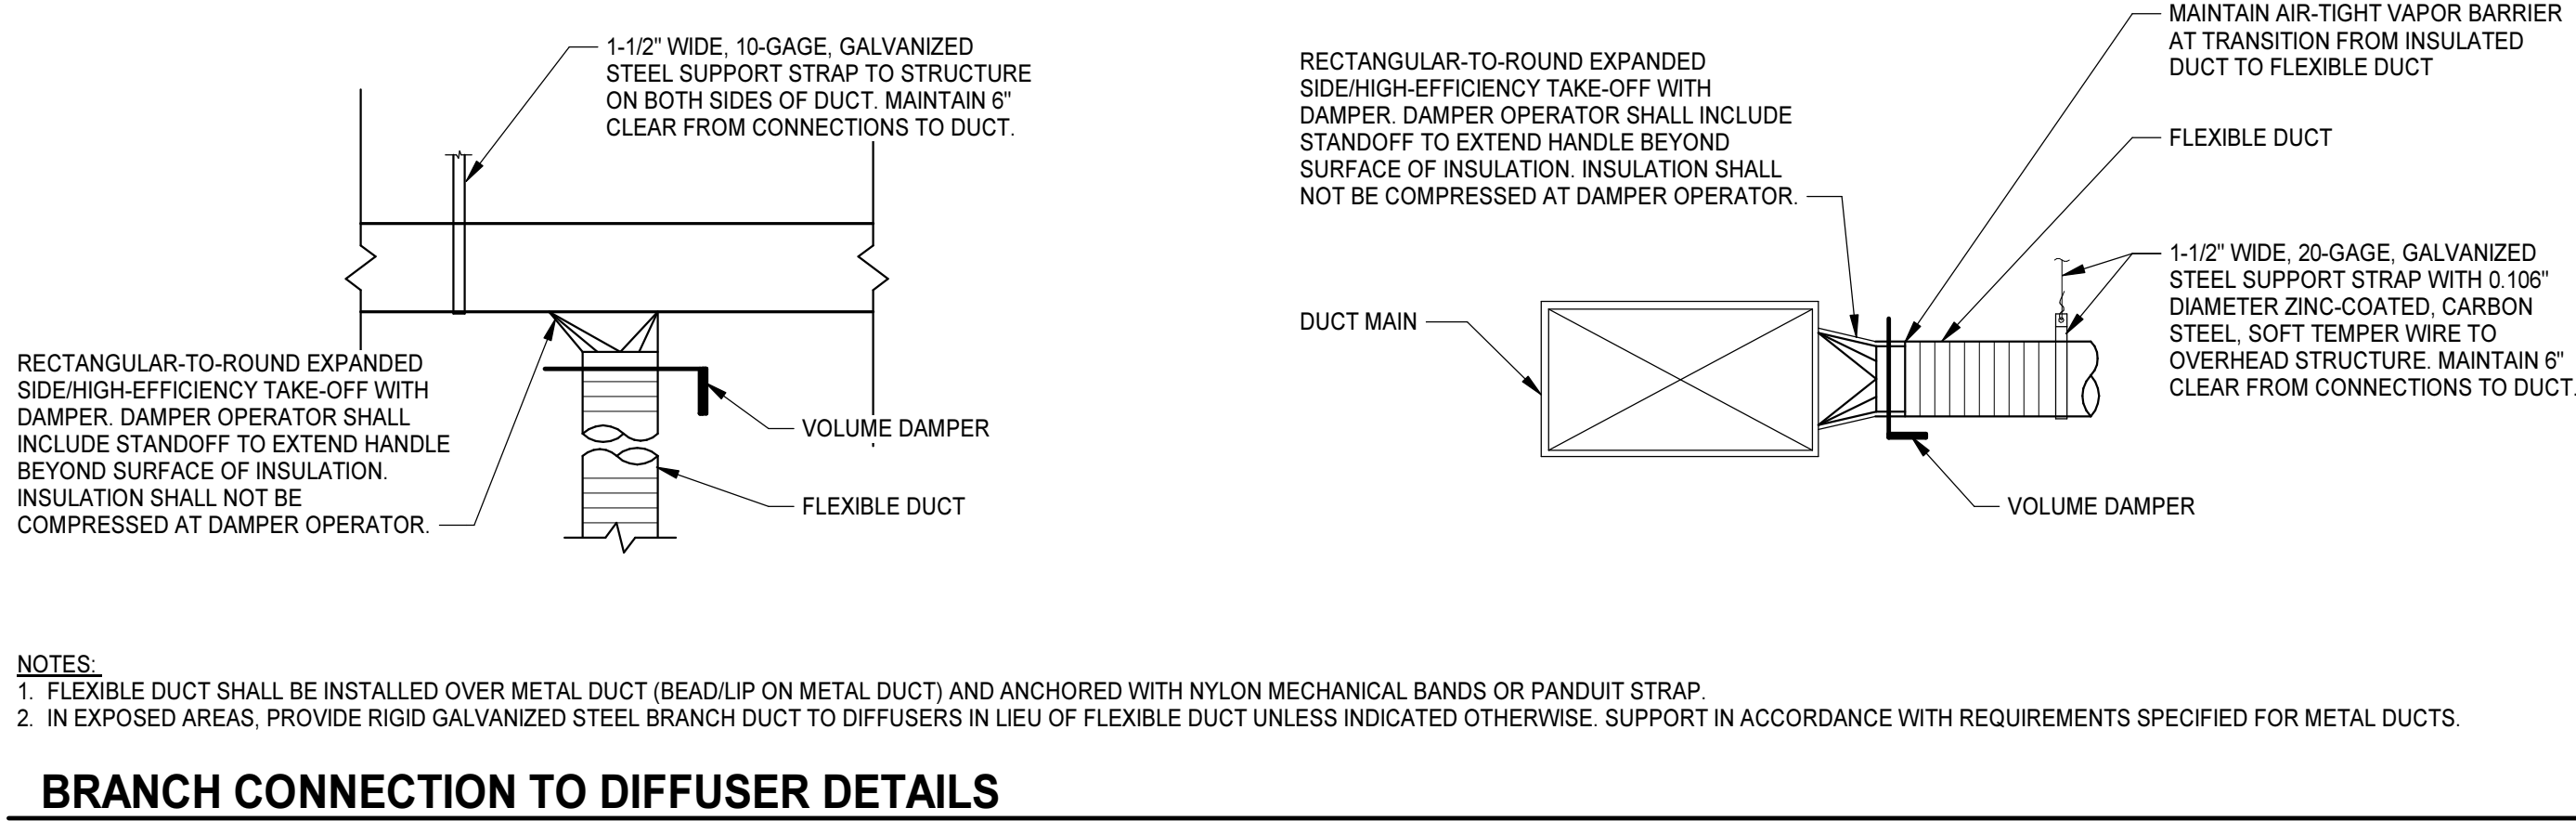 1-1/2" WIDE, 10-GAGE, GALVANIZED
STEEL SUPPORT STRAP TO STRUCTURE
ON BOTH SIDES OF DUCT. MAINTAIN 6"
CLEAR FROM CONNECTIONS TO DUCT.
RECTANGULAR-TO-ROUND EXPANDED
SIDE/HIGH-EFFICIENCY TAKE-OFF WITH
DAMPER. DAMPER OPERATOR SHALL
INCLUDE STANDOFF TO EXTEND HANDLE
BEYOND SURFACE OF INSULATION.
INSULATION SHALL NOT BE
COMPRESSED AT DAMPER OPERATOR.
VOLUME DAMPER
FLEXIBLE DUCT
RECTANGULAR-TO-ROUND EXPANDED
SIDE/HIGH-EFFICIENCY TAKE-OFF WITH
DAMPER. DAMPER OPERATOR SHALL INCLUDE
STANDOFF TO EXTEND HANDLE BEYOND
SURFACE OF INSULATION. INSULATION SHALL
NOT BE COMPRESSED AT DAMPER OPERATOR.
DUCT MAIN
MAINTAIN AIR-TIGHT VAPOR BARRIER
AT TRANSITION FROM INSULATED
DUCT TO FLEXIBLE DUCT
FLEXIBLE DUCT
1-1/2" WIDE, 20-GAGE, GALVANIZED
STEEL SUPPORT STRAP WITH 0.106"
DIAMETER ZINC-COATED, CARBON
STEEL, SOFT TEMPER WIRE TO
OVERHEAD STRUCTURE. MAINTAIN 6"
CLEAR FROM CONNECTIONS TO DUCT.
VOLUME DAMPER
NOTES:
1. FLEXIBLE DUCT SHALL BE INSTALLED OVER METAL DUCT (BEAD/LIP ON METAL DUCT) AND ANCHORED WITH NYLON MECHANICAL BANDS OR PANDUIT STRAP.
2. IN EXPOSED AREAS, PROVIDE RIGID GALVANIZED STEEL BRANCH DUCT TO DIFFUSERS IN LIEU OF FLEXIBLE DUCT UNLESS INDICATED OTHERWISE. SUPPORT IN ACCORDANCE WITH REQUIREMENTS SPECIFIED FOR METAL DUCTS.
BRANCH CONNECTION TO DIFFUSER DETAILS